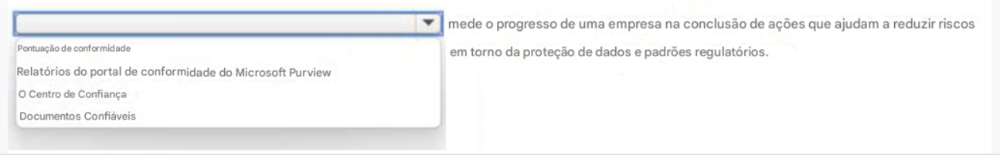 mede o progresso de uma empresa na conclusão de ações que ajudam a reduzir riscos
em torno da proteção de dados e padrões regulatórios.
Pontuação de conformidade
Relatórios do portal de conformidade do Microsoft Purview
O Centro de Confiança
Documentos Confiáveis